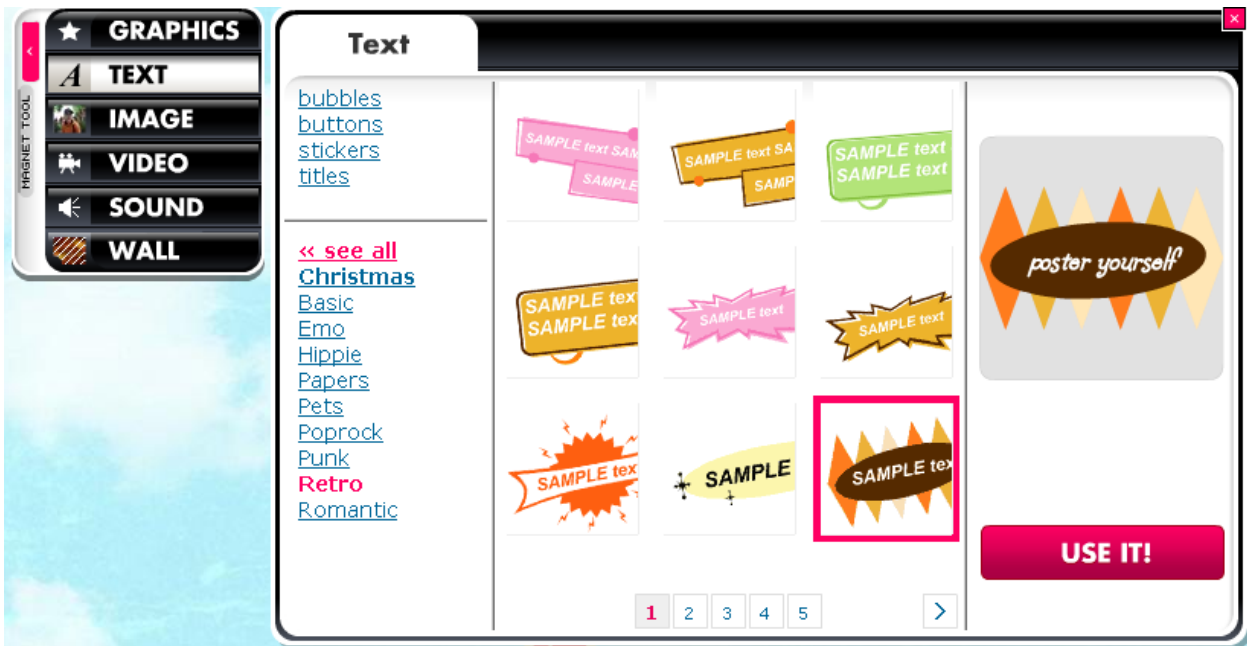 GRAPHICS
TEXT
IMAGE
VIDEO
SOUND
WALL
MAGNET TOOL
<
Text
×
bubbles
buttons
stickers
titles
<< see all
Christmas
Basic
Emo
Hippie
Papers
Pets
Poprock
Punk
Retro
Romantic
SAMPLE text SAM
SAMPLE
SAMPLE text SA
SAMP
SAMPLE text
SAMPLE text
SAMPLE tex
SAMPLE tex
SAMPLE text
SAMPLE text
SAMPLE tex
SAMPLE
SAMPLE tex
1 2 3 4 5 >
poster yourself
USE IT!